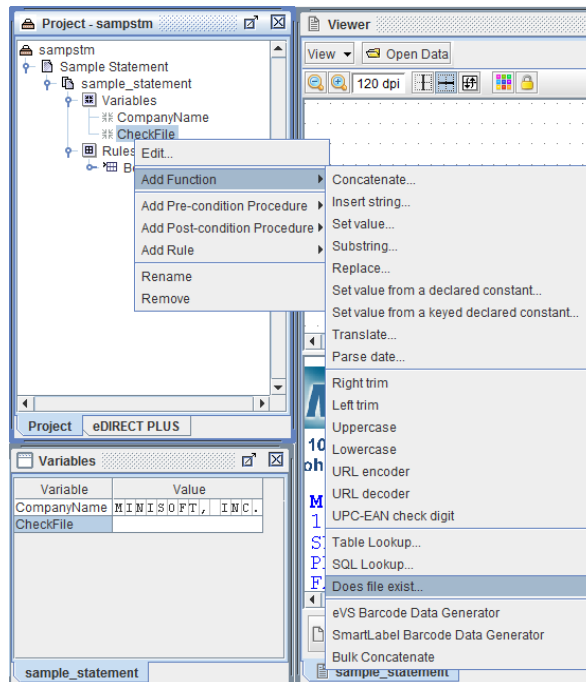 Project - sampstm
sampstm
Sample Statement
sample_statement
Variables
CompanyName
CheckFile
Rules
Edit...
Add Function
Add Pre-condition Procedure
Add Post-condition Procedure
Add Rule
Rename
Remove
Project
eDIRECT PLUS
Variables
Variable Value
CompanyName MINISOFT, INC.
CheckFile
sample_statement
Viewer
View Open Data
120 dpi
Concatenate...
Insert string...
Set value...
Substring...
Replace...
Set value from a declared constant...
Set value from a keyed declared constant...
Translate...
Parse date...
Right trim
Left trim
Uppercase
Lowercase
URL encoder
URL decoder
UPC-EAN check digit
Table Lookup...
SQL Lookup...
Does file exist...
eVS Barcode Data Generator
SmartLabel Barcode Data Generator
Bulk Concatenate
10
M
1
sample_statement